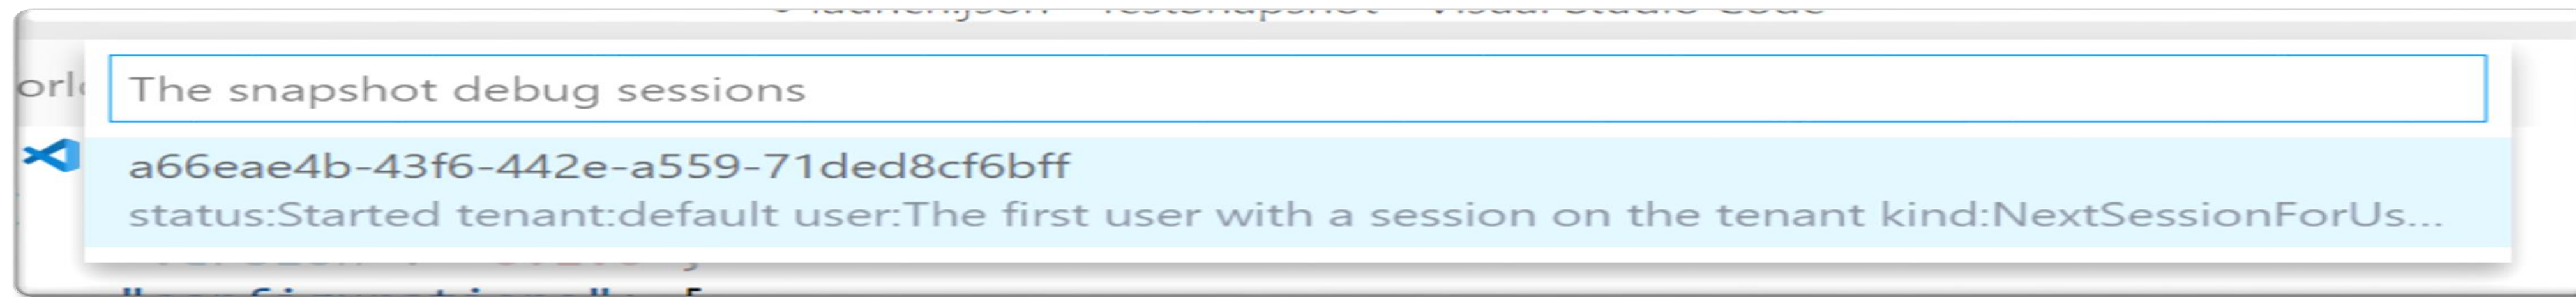 The snapshot debug sessions
a66eae4b-43f6-442e-a559-71ded8cf6bff
status:Started tenant:default user:The first user with a session on the tenant kind:NextSessionForUs...